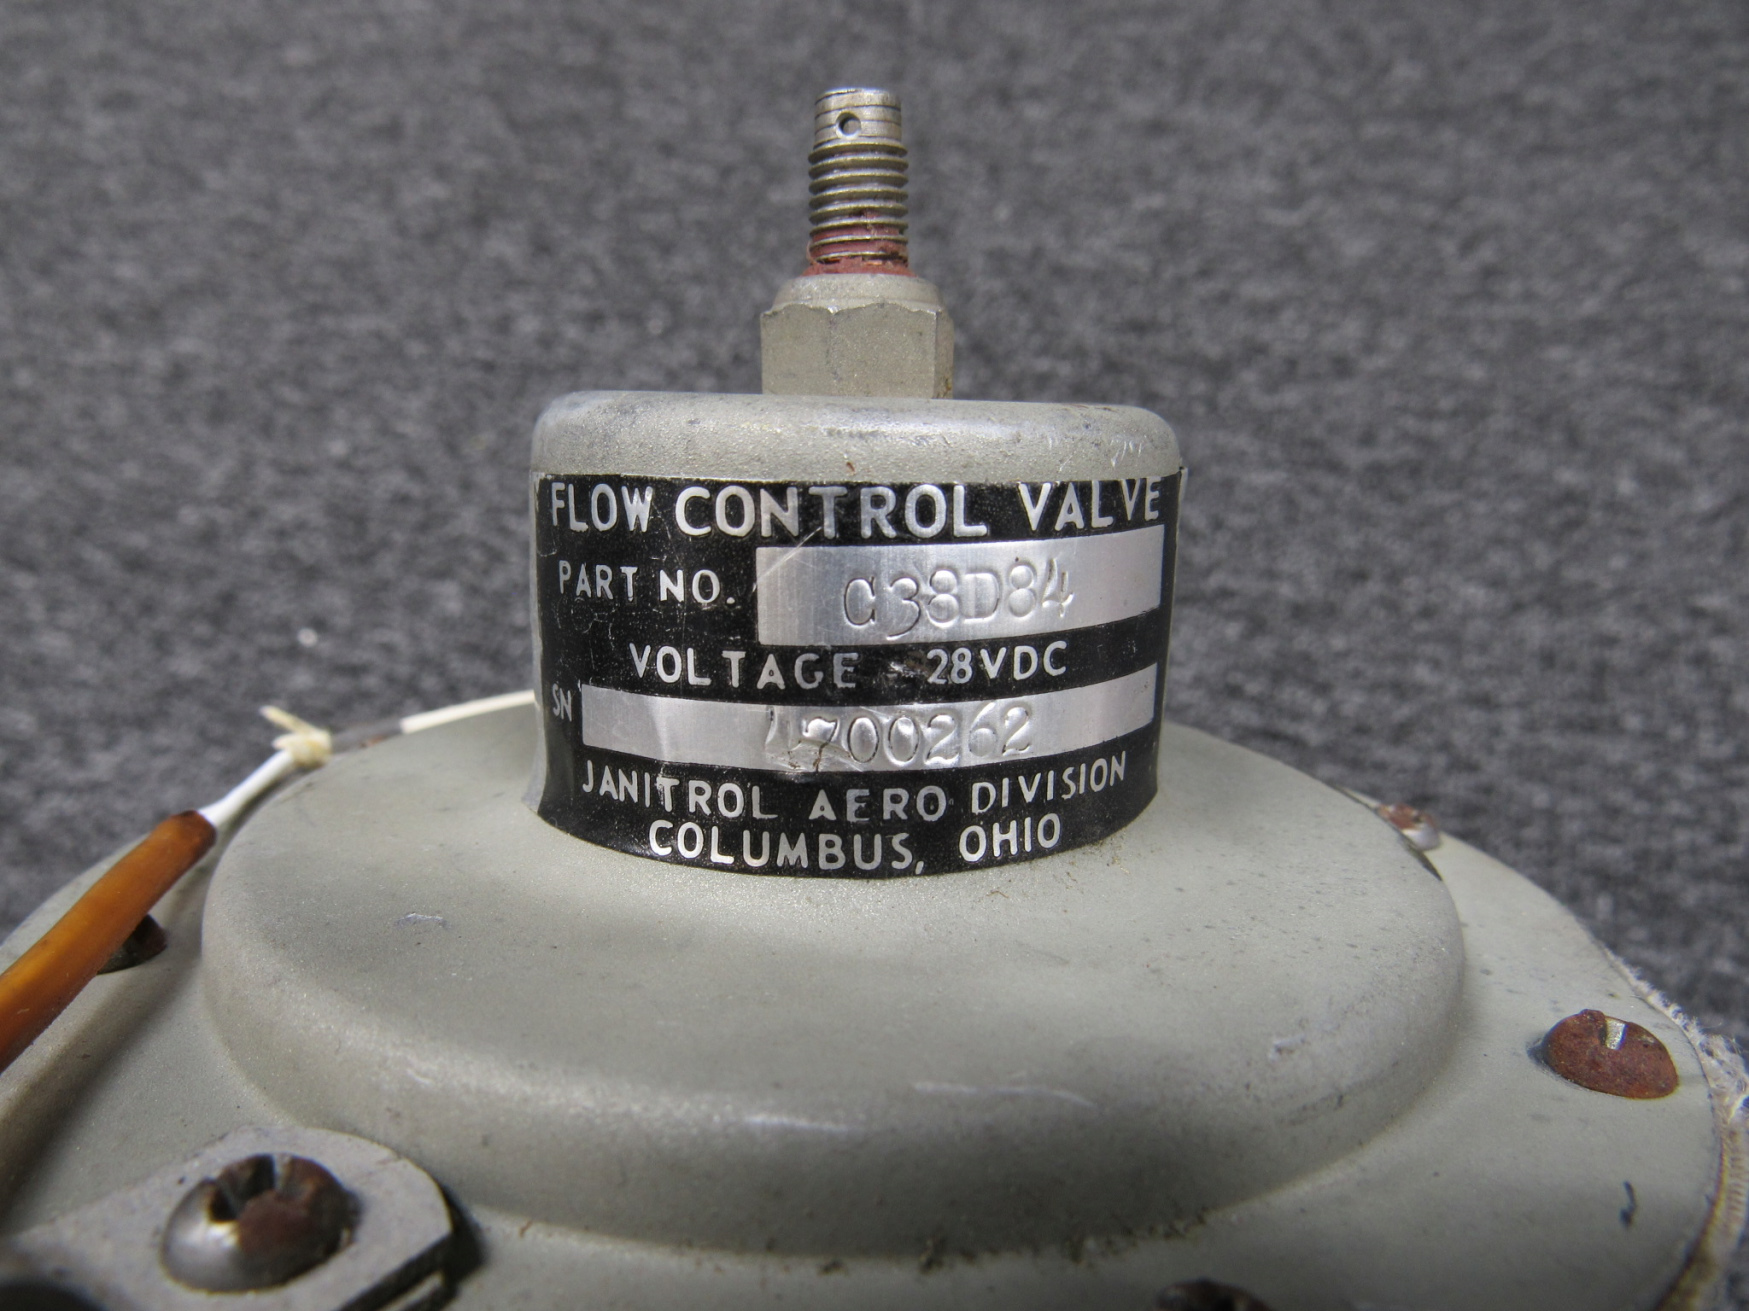 FLOW CONTROL VALVE
PART NO. C38D84
VOLTAGE - 28VDC
SN 4700262
JANITROL AERO DIVISION
COLUMBUS, OHIO